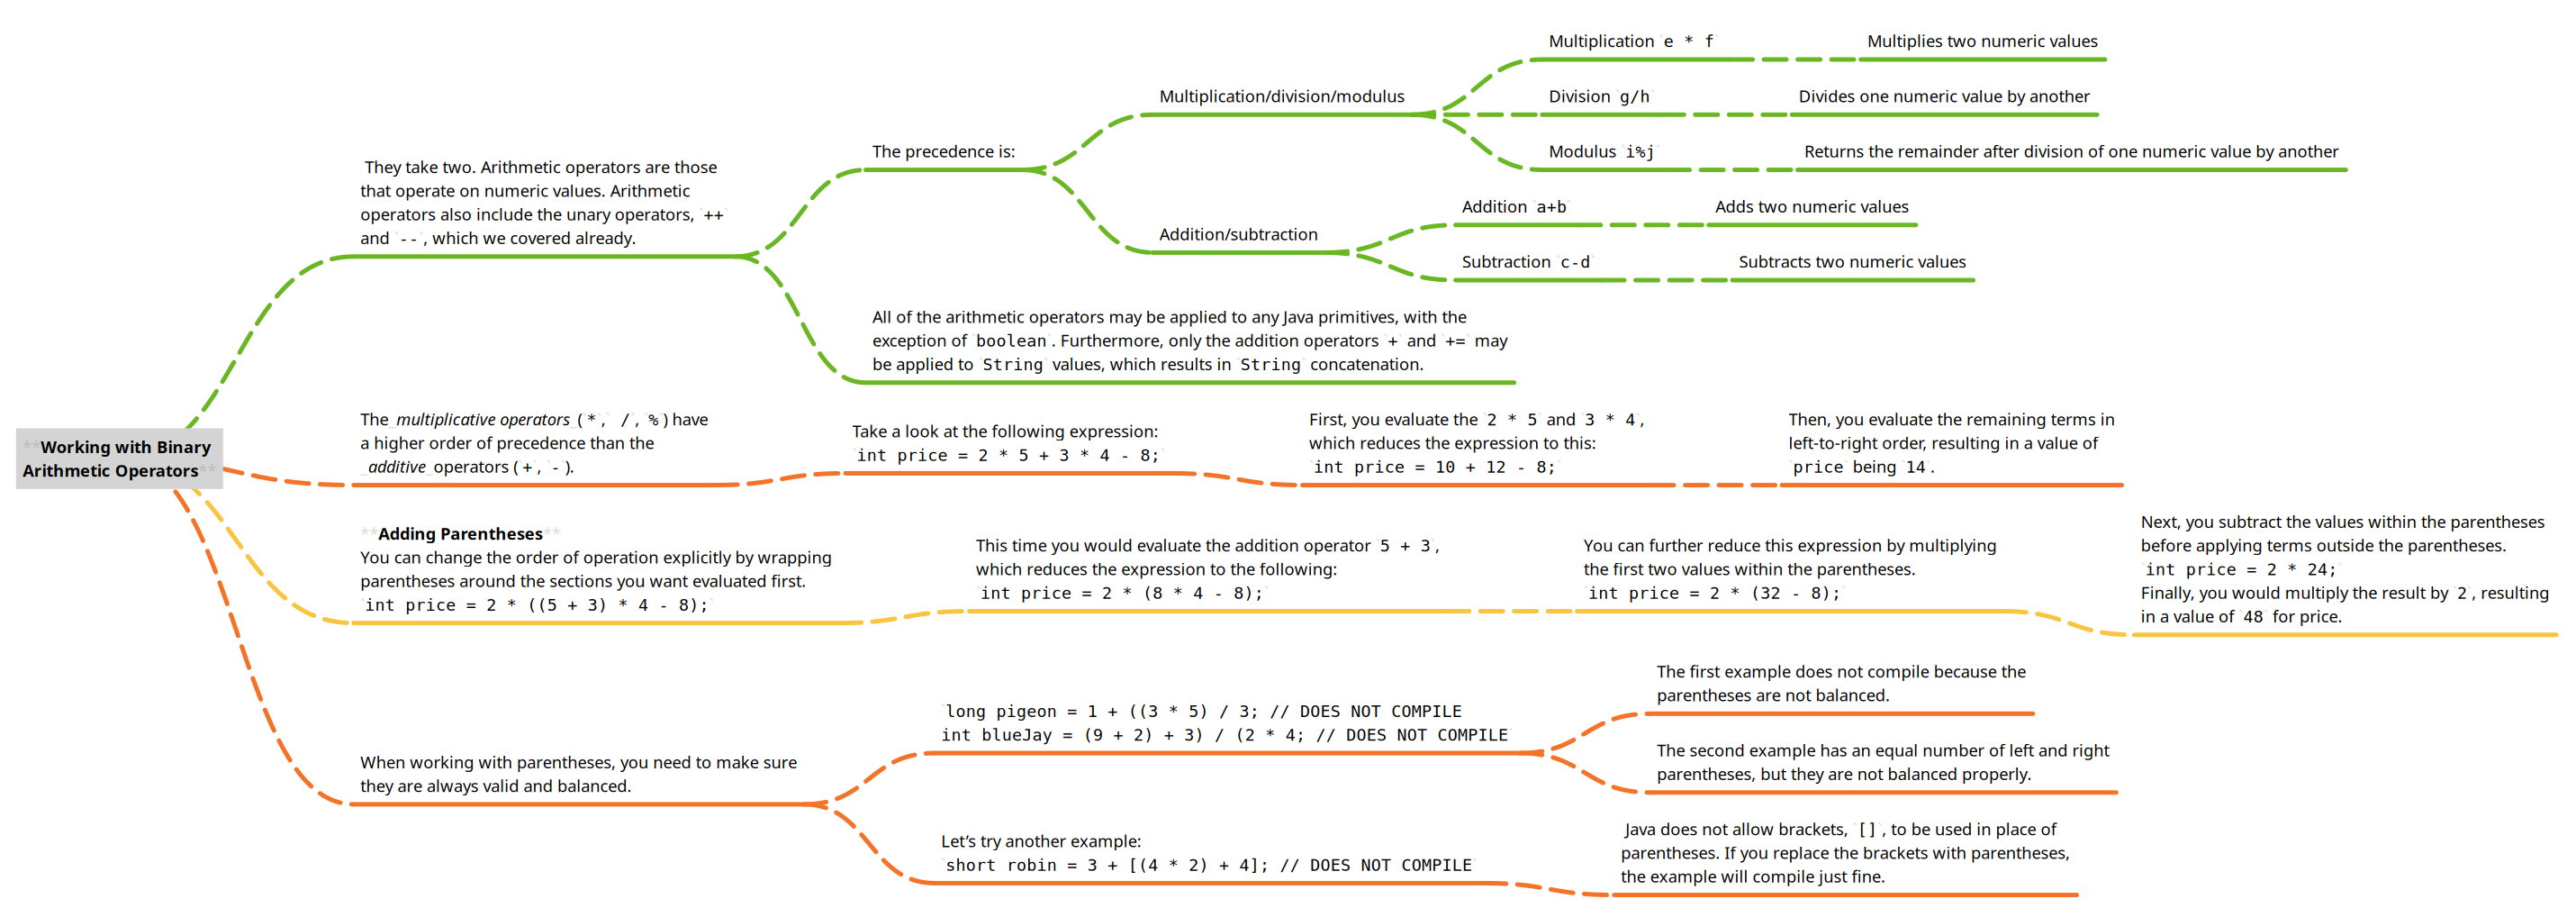 **Working with Binary
Arithmetic Operators**
They take two. Arithmetic operators are those
that operate on numeric values. Arithmetic
operators also include the unary operators, `++`
and `--`, which we covered already.
The precedence is:
Multiplication/division/modulus
Multiplication `e * f`
Multiplies two numeric values
Division `g/h`
Divides one numeric value by another
Modulus `i%j`
Returns the remainder after division of one numeric value by another
Addition/subtraction
Addition `a+b`
Adds two numeric values
Subtraction `c-d`
Subtracts two numeric values
All of the arithmetic operators may be applied to any Java primitives, with the
exception of `boolean`. Furthermore, only the addition operators `+` and `+=` may
be applied to `String` values, which results in `String` concatenation.
The _multiplicative operators_ (`*`, `/`, `%`) have
a higher order of precedence than the
_additive_ operators (`+`, `-`).
Take a look at the following expression:
`int price = 2 * 5 + 3 * 4 - 8;`
First, you evaluate the `2 * 5` and `3 * 4`,
which reduces the expression to this:
`int price = 10 + 12 - 8;`
Then, you evaluate the remaining terms in
left-to-right order, resulting in a value of
`price` being `14`.
**Adding Parentheses**
You can change the order of operation explicitly by wrapping
parentheses around the sections you want evaluated first.
`int price = 2 * ((5 + 3) * 4 - 8);`
This time you would evaluate the addition operator `5 + 3`,
which reduces the expression to the following:
`int price = 2 * (8 * 4 - 8);`
You can further reduce this expression by multiplying
the first two values within the parentheses.
`int price = 2 * (32 - 8);`
Next, you subtract the values within the parentheses
before applying terms outside the parentheses.
`int price = 2 * 24;`
Finally, you would multiply the result by `2`, resulting
in a value of `48` for price.
When working with parentheses, you need to make sure
they are always valid and balanced.
`long pigeon = 1 + ((3 * 5) / 3; // DOES NOT COMPILE
int blueJay = (9 + 2) + 3) / (2 * 4; // DOES NOT COMPILE
The first example does not compile because the
parentheses are not balanced.
The second example has an equal number of left and right
parentheses, but they are not balanced properly.
Let’s try another example:
`short robin = 3 + [(4 * 2) + 4]; // DOES NOT COMPILE`
Java does not allow brackets, `[]`, to be used in place of
parentheses. If you replace the brackets with parentheses,
the example will compile just fine.